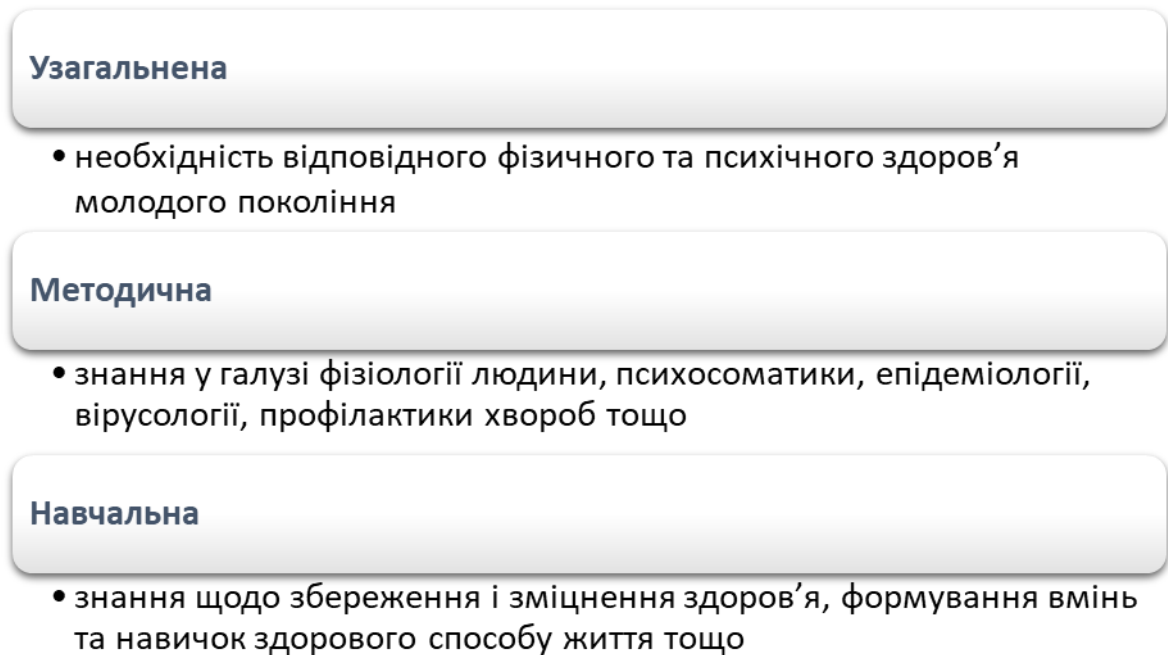 Узагальнена
• необхідність відповідного фізичного та психічного здоров’я
молодого покоління
Методична
• знання у галузі фізіології людини, психосоматики, епідеміології,
вірусології, профілактики хвороб тощо
Навчальна
• знання щодо збереження і зміцнення здоров’я, формування вмінь
та навичок здорового способу життя тощо